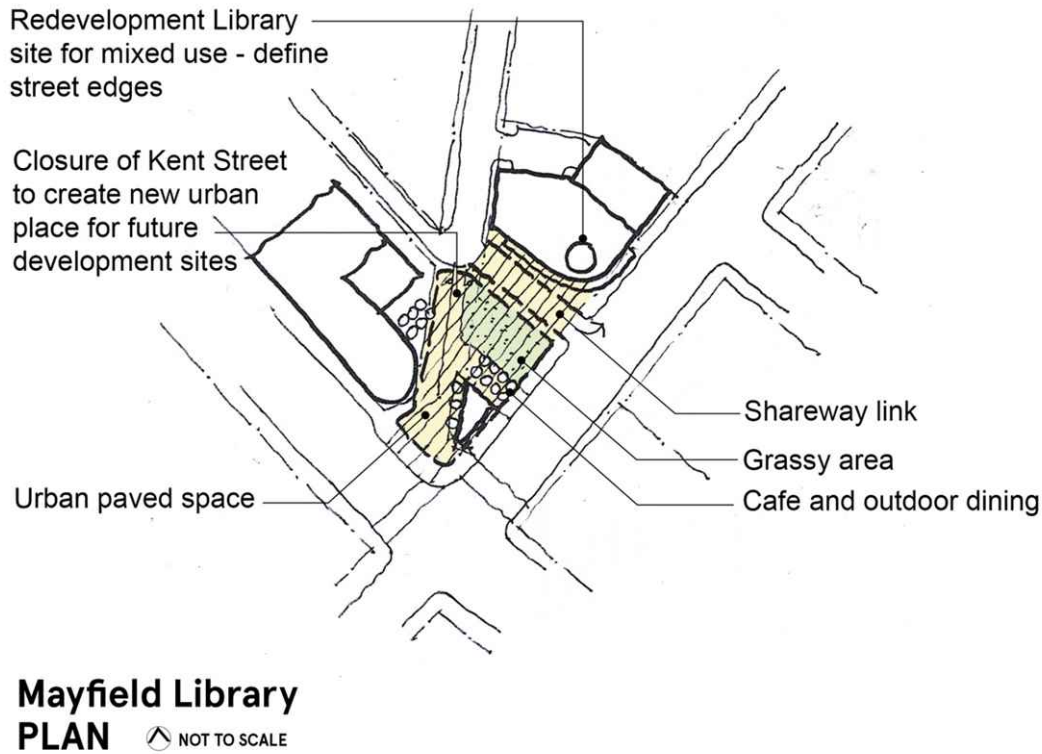 Redevelopment Library
site for mixed use - define
street edges
Closure of Kent Street
to create new urban
place for future
development sites
Shareway link
Grassy area
Urban paved space
Cafe and outdoor dining
Mayfield Library
PLAN NOT TO SCALE